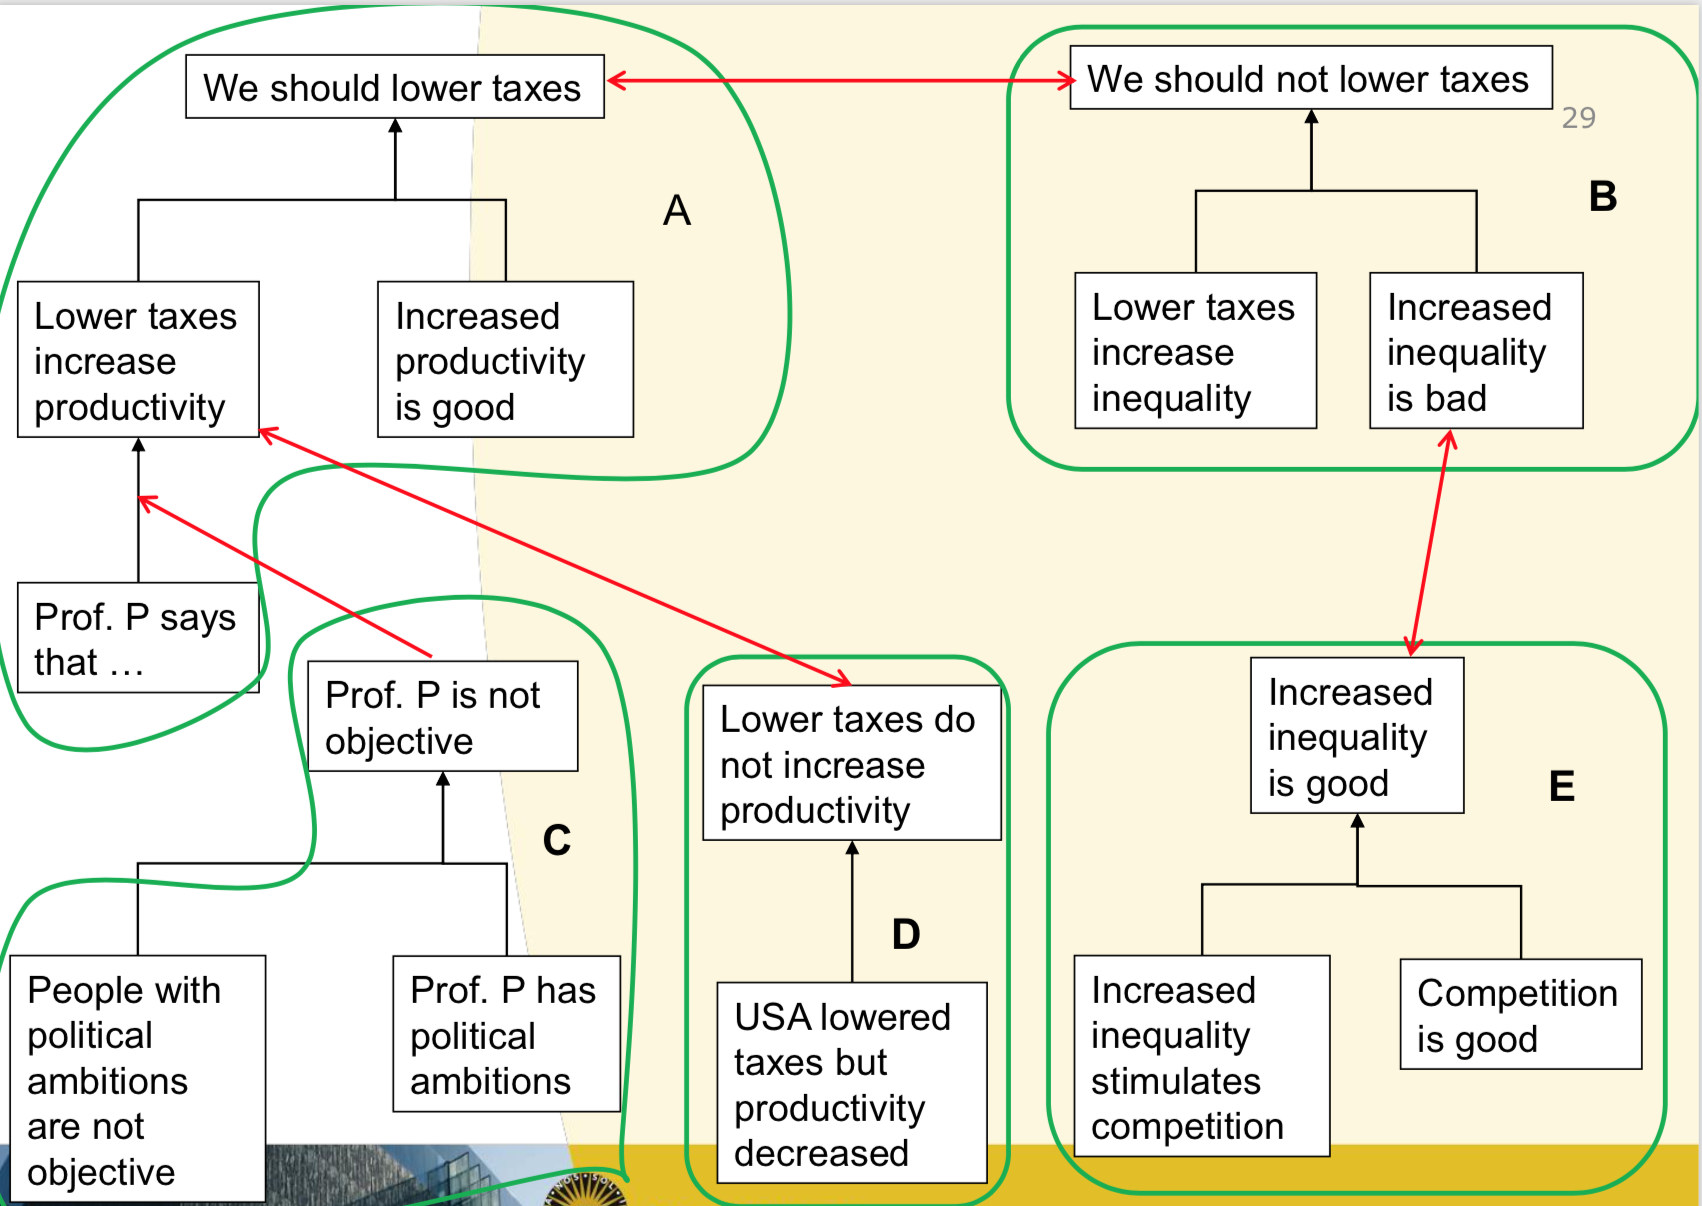 We should lower taxes
We should not lower taxes
29
A
B
Lower taxes
increase
productivity
Increased
productivity
is good
Lower taxes
increase
inequality
Increased
inequality
is bad
Prof. P says
that …
Prof. P is not
objective
C
Lower taxes do
not increase
productivity
D
Increased
inequality
is good
E
People with
political
ambitions
are not
objective
Prof. P has
political
ambitions
USA lowered
taxes but
productivity
decreased
Increased
inequality
stimulates
competition
Competition
is good